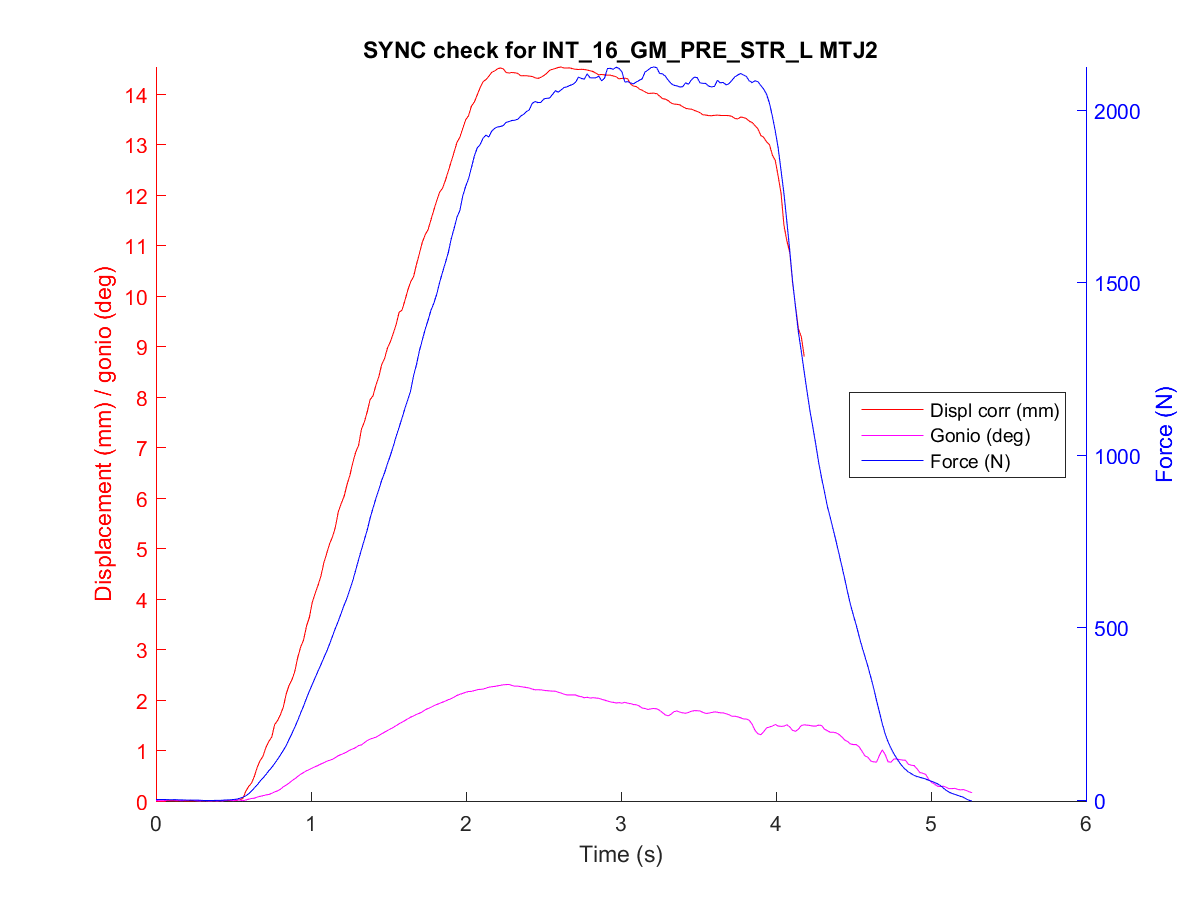 SYNC check for INT_16_GM_PRE_STR_L MTJ2
14
13
12
11
10
9
8
7
6
5
4
3
2
1
0
Displacement (mm) / gonio (deg)
2000
1500
1000
500
0
Force (N)
Displ corr (mm)
Gonio (deg)
Force (N)
0 1 2 3 4 5 6
Time (s)